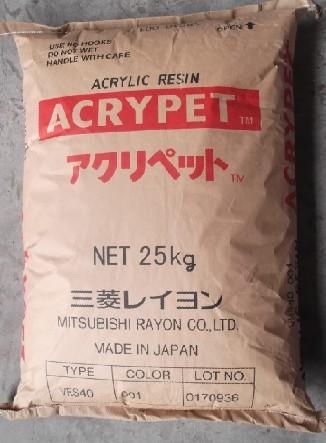 OPEN
USE NO HOOKS
DO NOT WET
HANDLE WITH CARE
ACRYLIC RESIN
ACRYPET TM
アクリペット TM
NET 25kg
三菱レイヨン
MITSUBISHI RAYON CO.,LTD.
MADE IN JAPAN
TYPE COLOR LOT NO.
VRS40 001 0170936